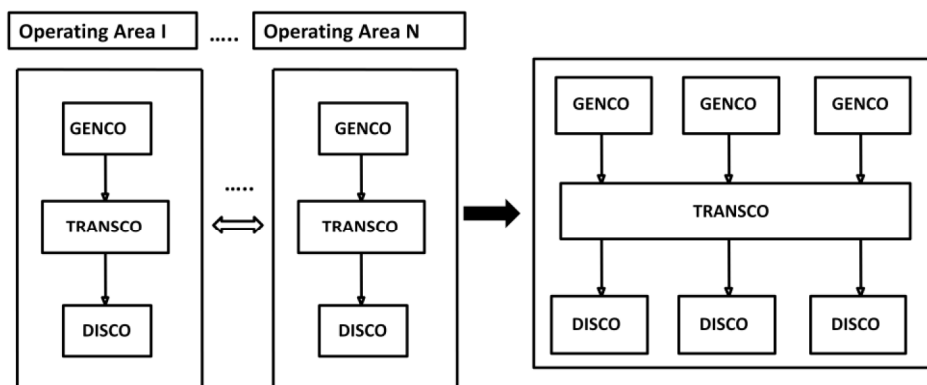 Operating Area I
.....
Operating Area N
GENCO
TRANSCO
DISCO
.....
GENCO
TRANSCO
DISCO
GENCO
GENCO
GENCO
TRANSCO
DISCO
DISCO
DISCO